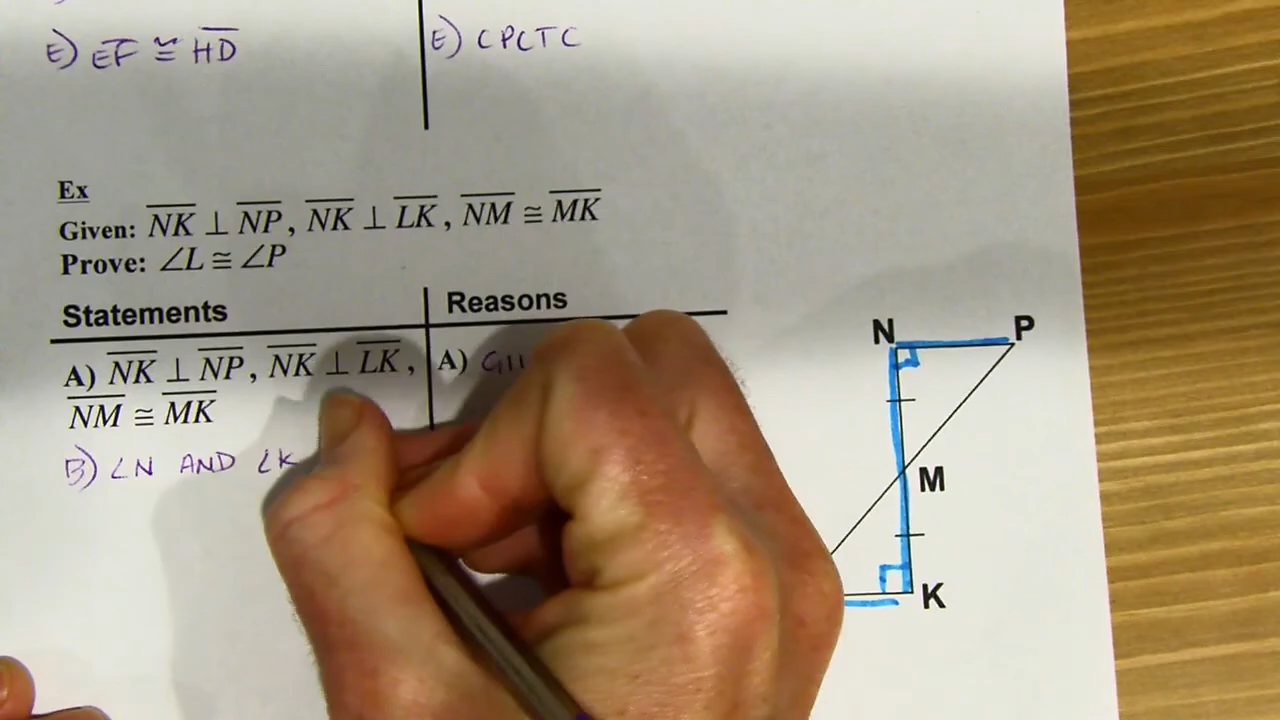 E) EF ≅ HD
E) CPCTC
Ex
Given: NK ⊥ NP, NK ⊥ LK, NM ≅ MK
Prove: ∠L ≅ ∠P
Statements
Reasons
A) NK ⊥ NP, NK ⊥ LK,
NM ≅ MK
A)
B) ∠N AND ∠K
N
P
M
K